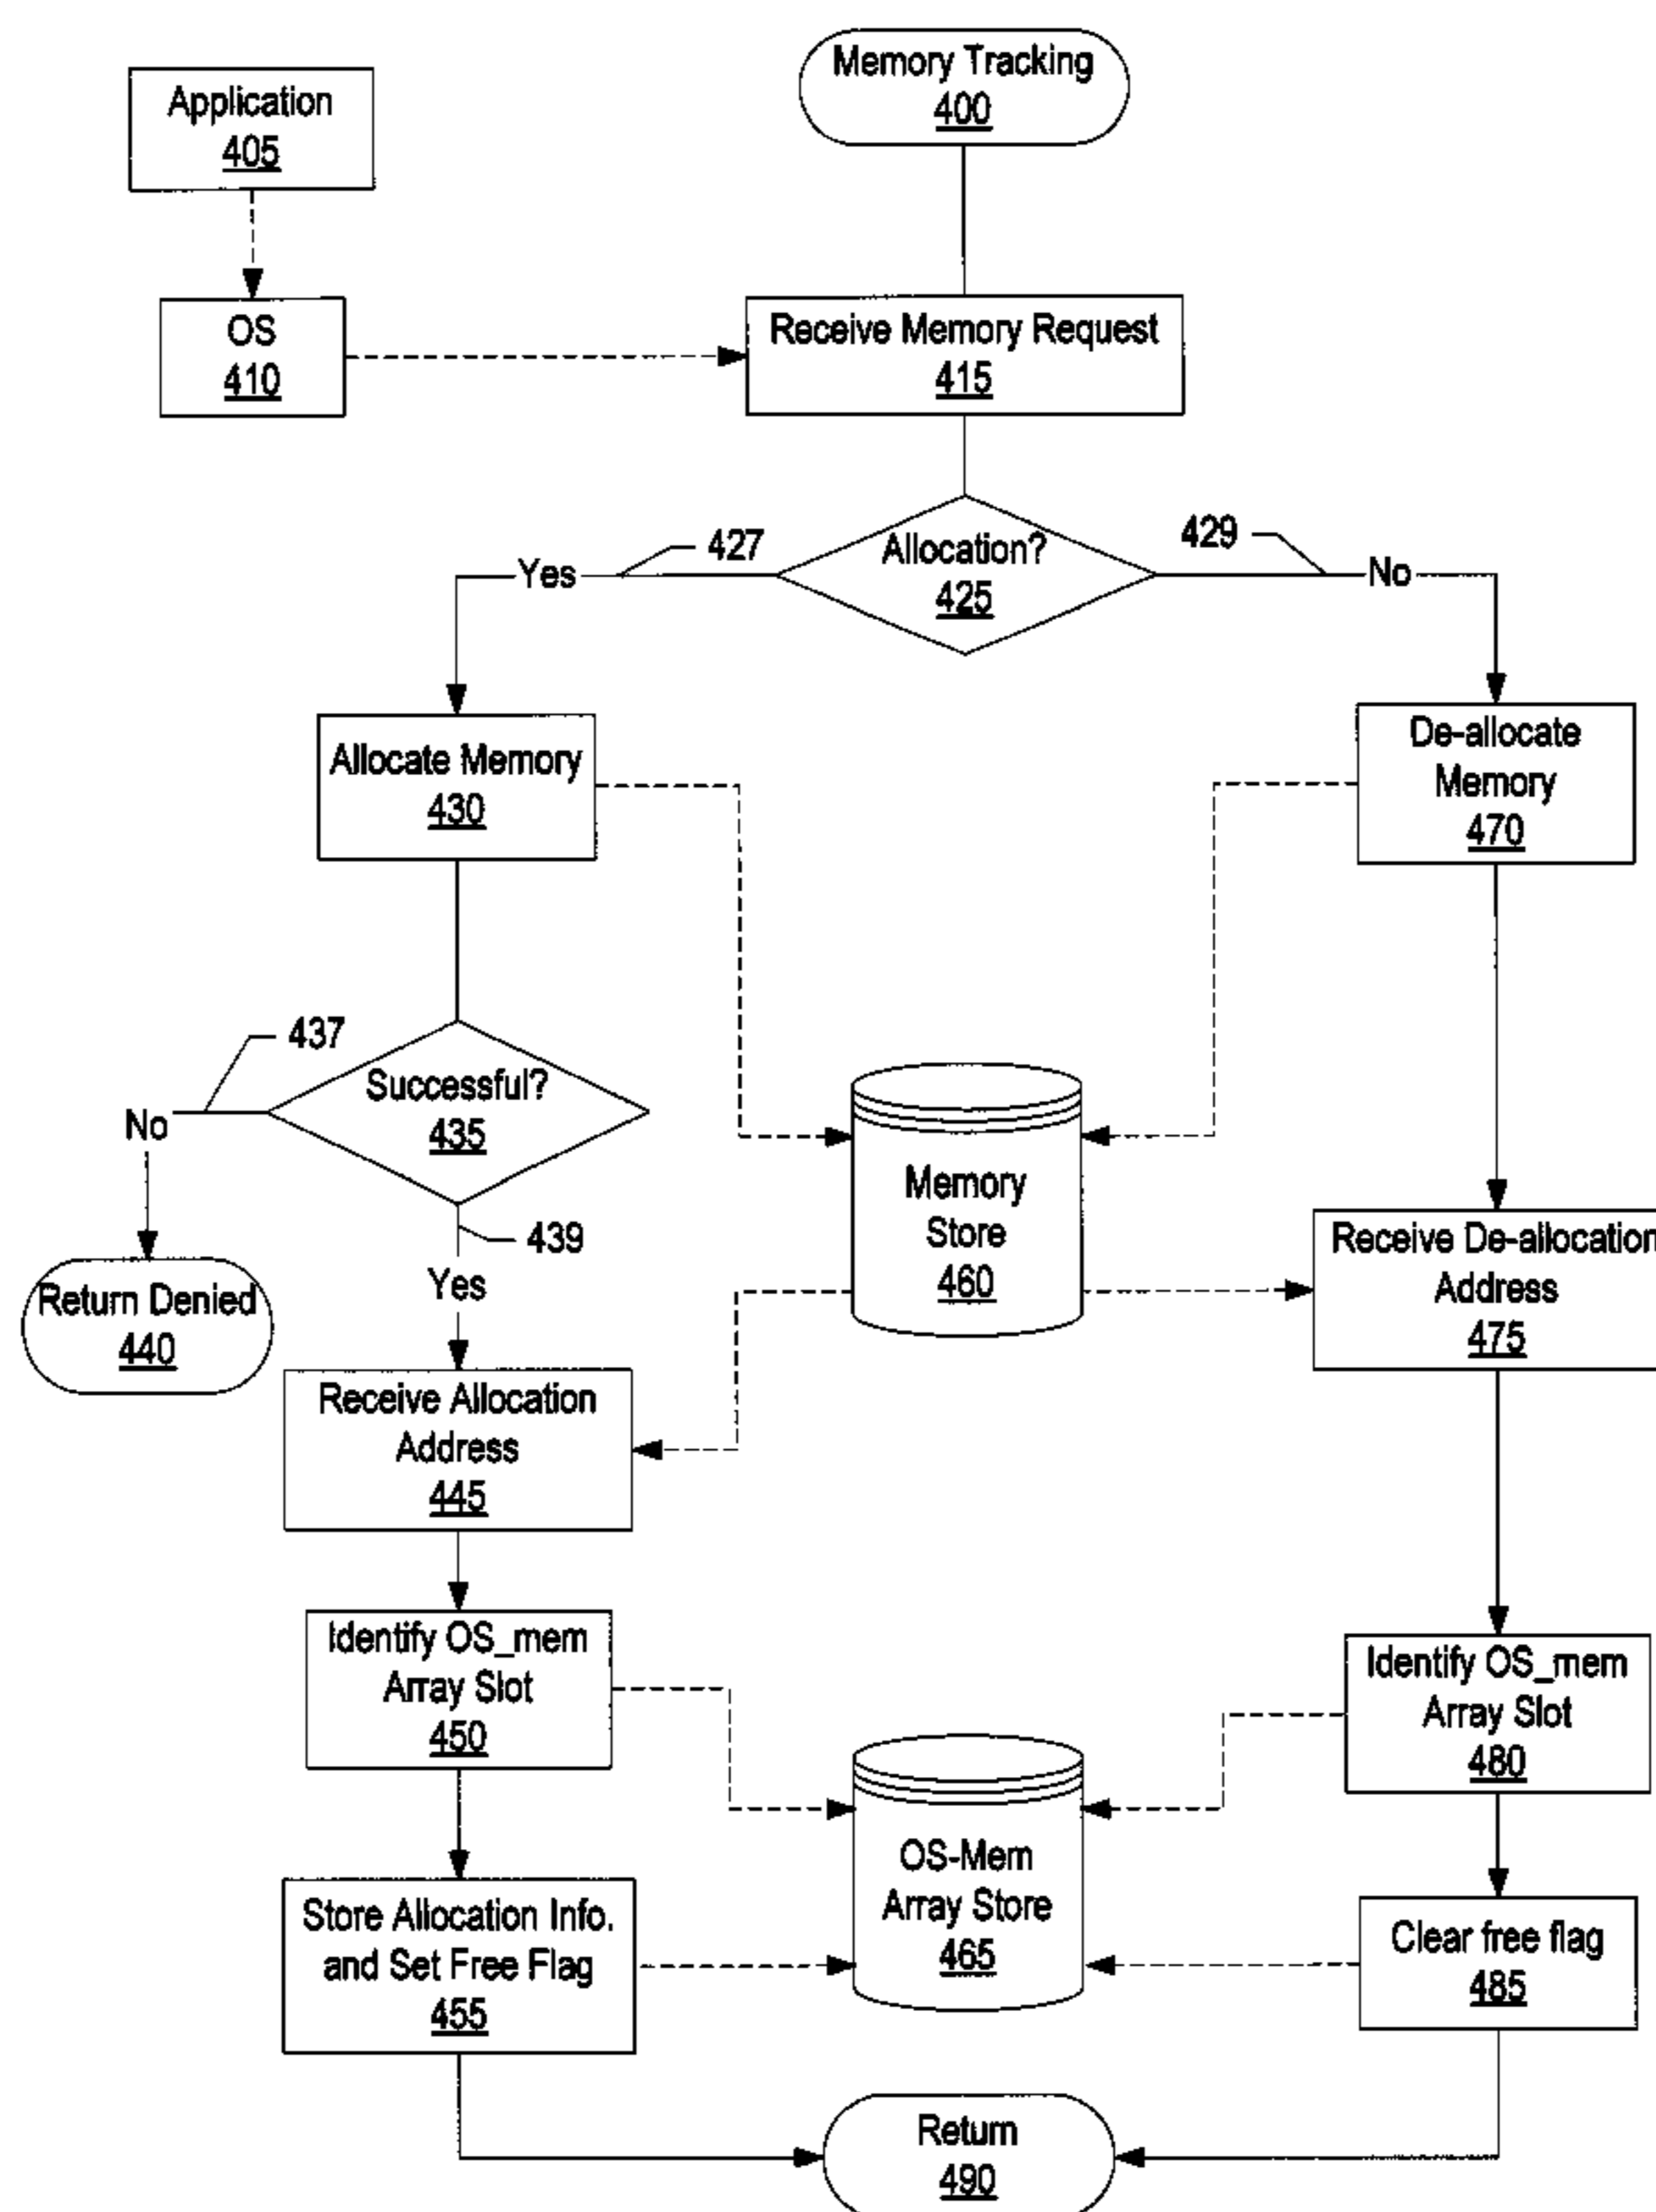 Memory Tracking
400
Application
405
OS
410
Receive Memory Request
415
427
429
Allocation?
425
Yes
No
Allocate Memory
430
De-allocate
Memory
470
437
Successful?
435
No
439
Yes
Memory
Store
460
Return Denied
440
Receive De-allocation
Address
475
Receive Allocation
Address
445
Identify OS_mem
Array Slot
450
Identify OS_mem
Array Slot
480
OS-Mem
Array Store
465
Store Allocation Info.
and Set Free Flag
455
Clear free flag
485
Return
490